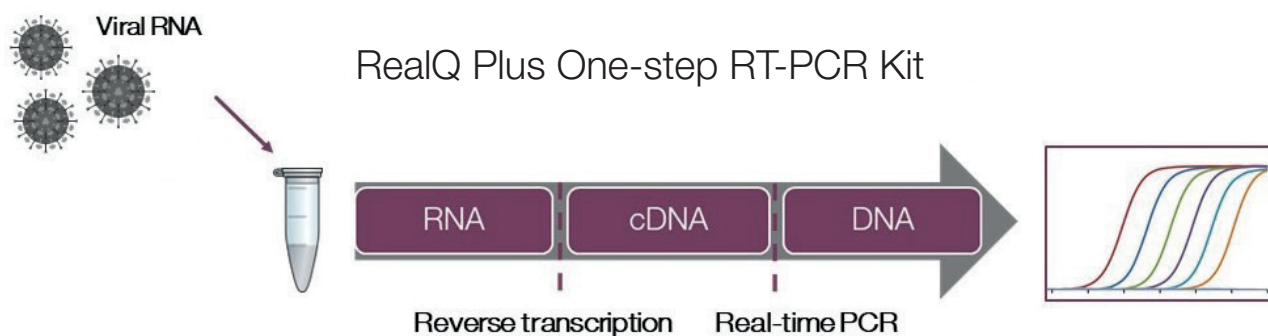 Viral RNA
RealQ Plus One-step RT-PCR Kit
RNA
cDNA
DNA
Reverse transcription
Real-time PCR